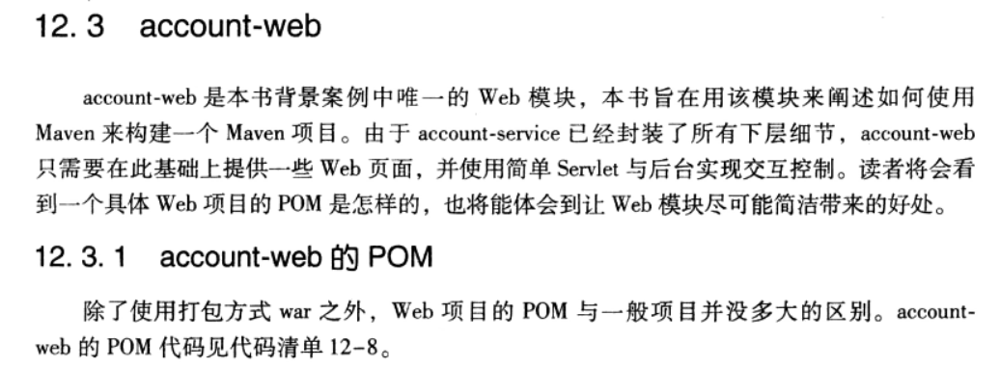 12.3 account-web
account-web 是本书背景案例中唯一的 Web 模块，本书旨在用该模块来阐述如何使用
Maven 来构建一个 Maven 项目。由于 account-service 已经封装了所有下层细节，account-web
只需要在此基础上提供一些 Web 页面，并使用简单 Servlet 与后台实现交互控制。读者将会看
到一个具体 Web 项目的 POM 是怎样的，也将能体会到让 Web 模块尽可能简洁带来的好处。
12.3.1 account-web 的 POM
除了使用打包方式 war 之外，Web 项目的 POM 与一般项目并没多大的区别。account-
web 的 POM 代码见代码清单 12-8。